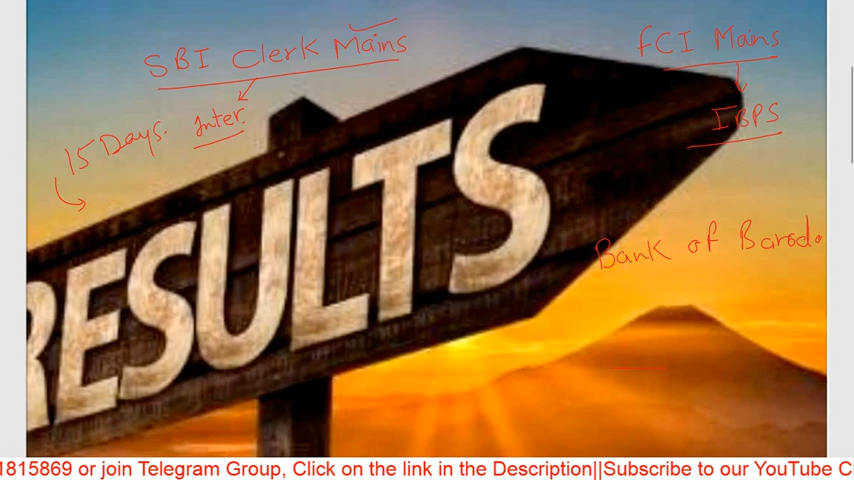 SBI Clerk Mains
FCI Mains
15 Days. Inter.
IBPS
RESULTS
Bank of Baroda
1815869 or join Telegram Group, Click on the link in the Description||Subscribe to our YouTube C